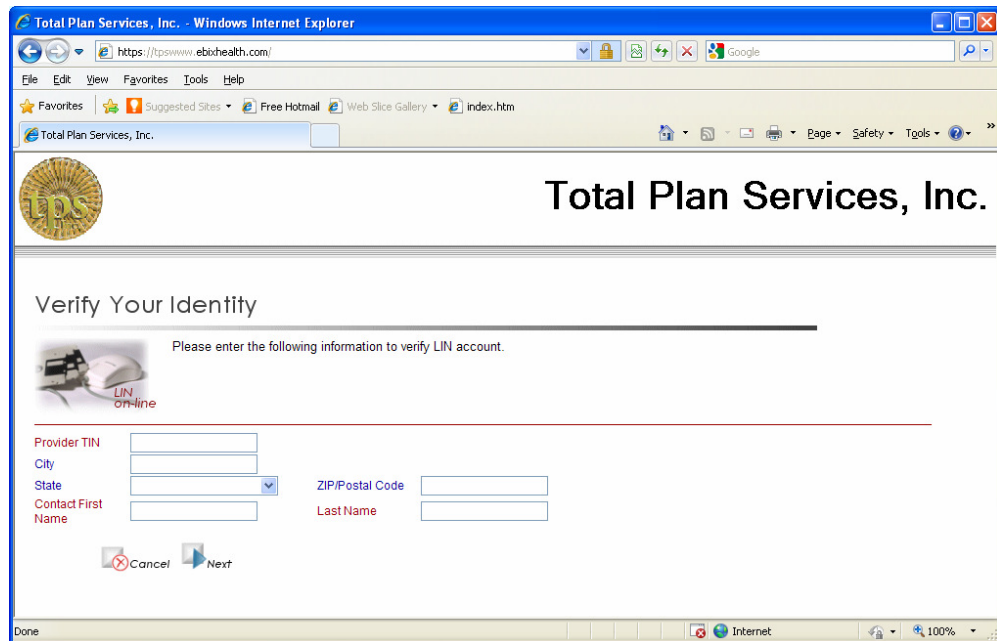 Total Plan Services, Inc. - Windows Internet Explorer
https://tpswww.ebixhealth.com/
Google
File Edit View Favorites Tools Help
Favorites Suggested Sites Free Hotmail Web Slice Gallery index.htm
Total Plan Services, Inc. Page Safety Tools »
tps
Total Plan Services, Inc.
Verify Your Identity
Please enter the following information to verify LIN account.
LIN
on-line
Provider TIN
City
State ZIP/Postal Code
Contact First
Name Last Name
Cancel Next
Done Internet 100%